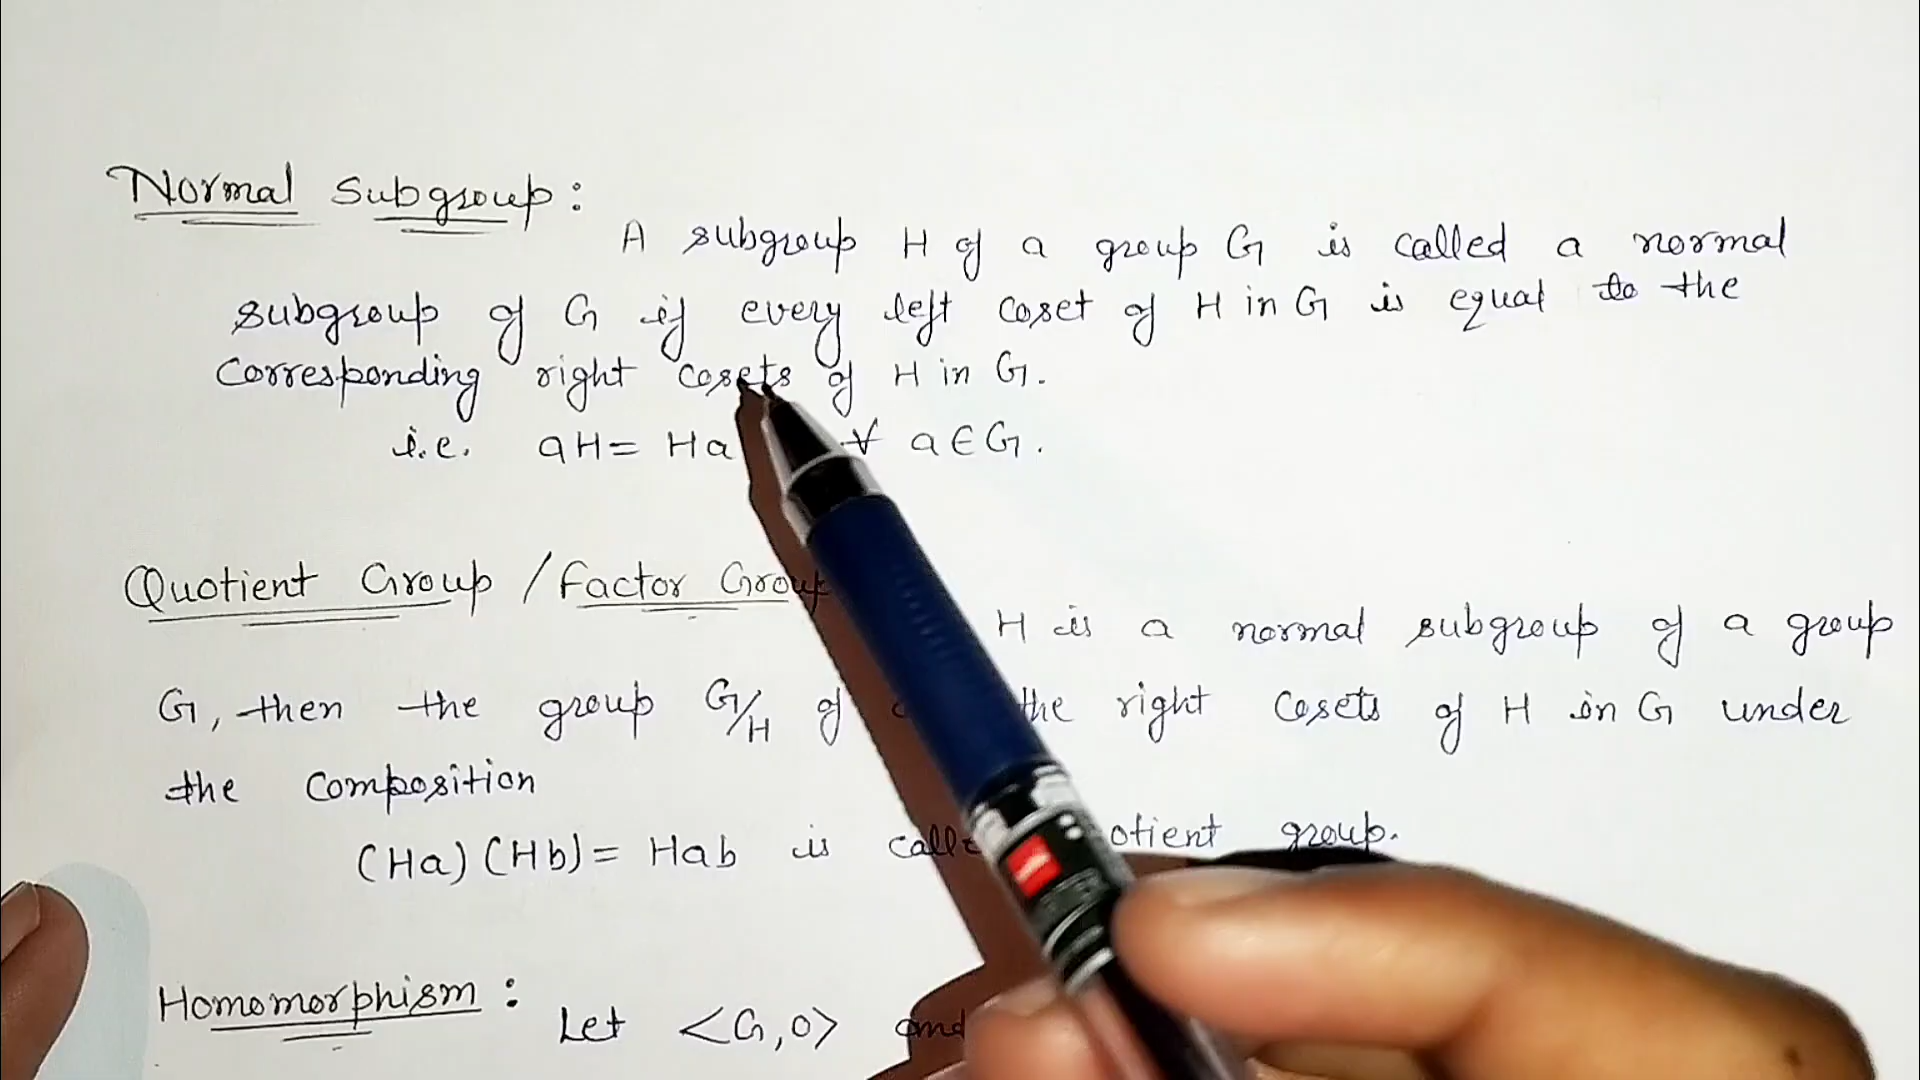 Normal Subgroup:
A subgroup H of a group G is called a normal
subgroup of G if every left coset of H in G is equal to the
corresponding right cosets of H in G.
i.e. aH = Ha ∀ a∈G.
Quotient Group / Factor Group
H is a normal subgroup of a group
G, then the group G/H of the right cosets of H in G under
the composition
(Ha) (Hb) = Hab is group.
Homomorphism:
Let <G,o> and